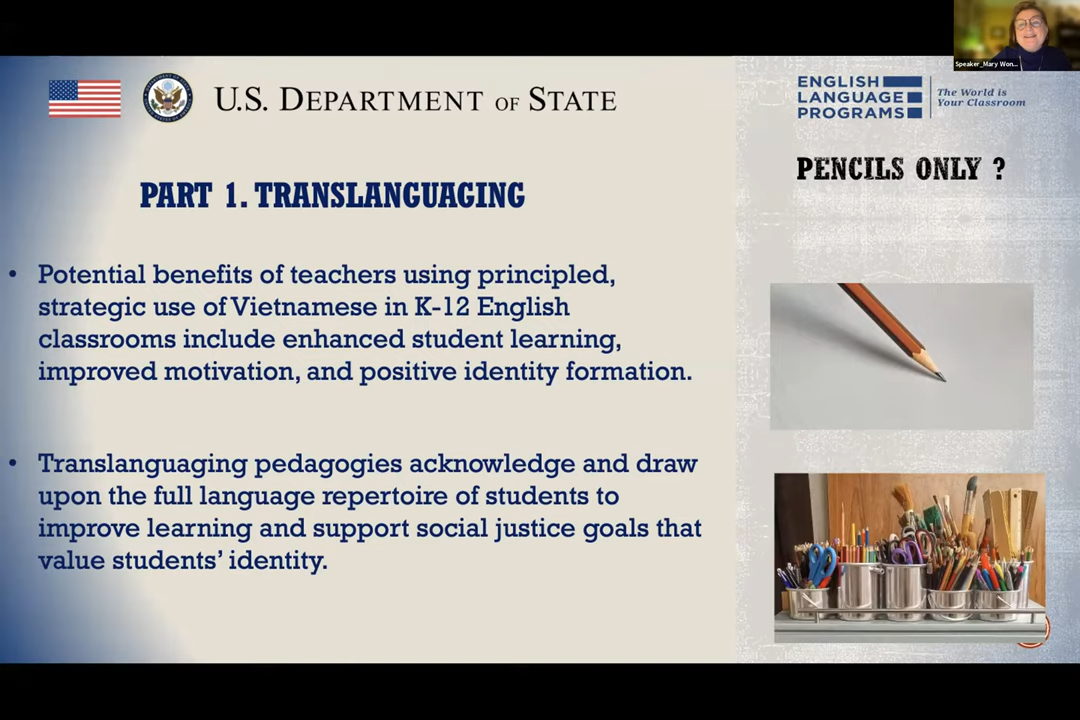 Speaker_Mary Won...
U.S. DEPARTMENT OF STATE
ENGLISH
LANGUAGE
PROGRAMS
The World is
Your Classroom
PENCILS ONLY ?
PART 1. TRANSLANGUAGING
• Potential benefits of teachers using principled,
strategic use of Vietnamese in K-12 English
classrooms include enhanced student learning,
improved motivation, and positive identity formation.
• Translanguaging pedagogies acknowledge and draw
upon the full language repertoire of students to
improve learning and support social justice goals that
value students' identity.